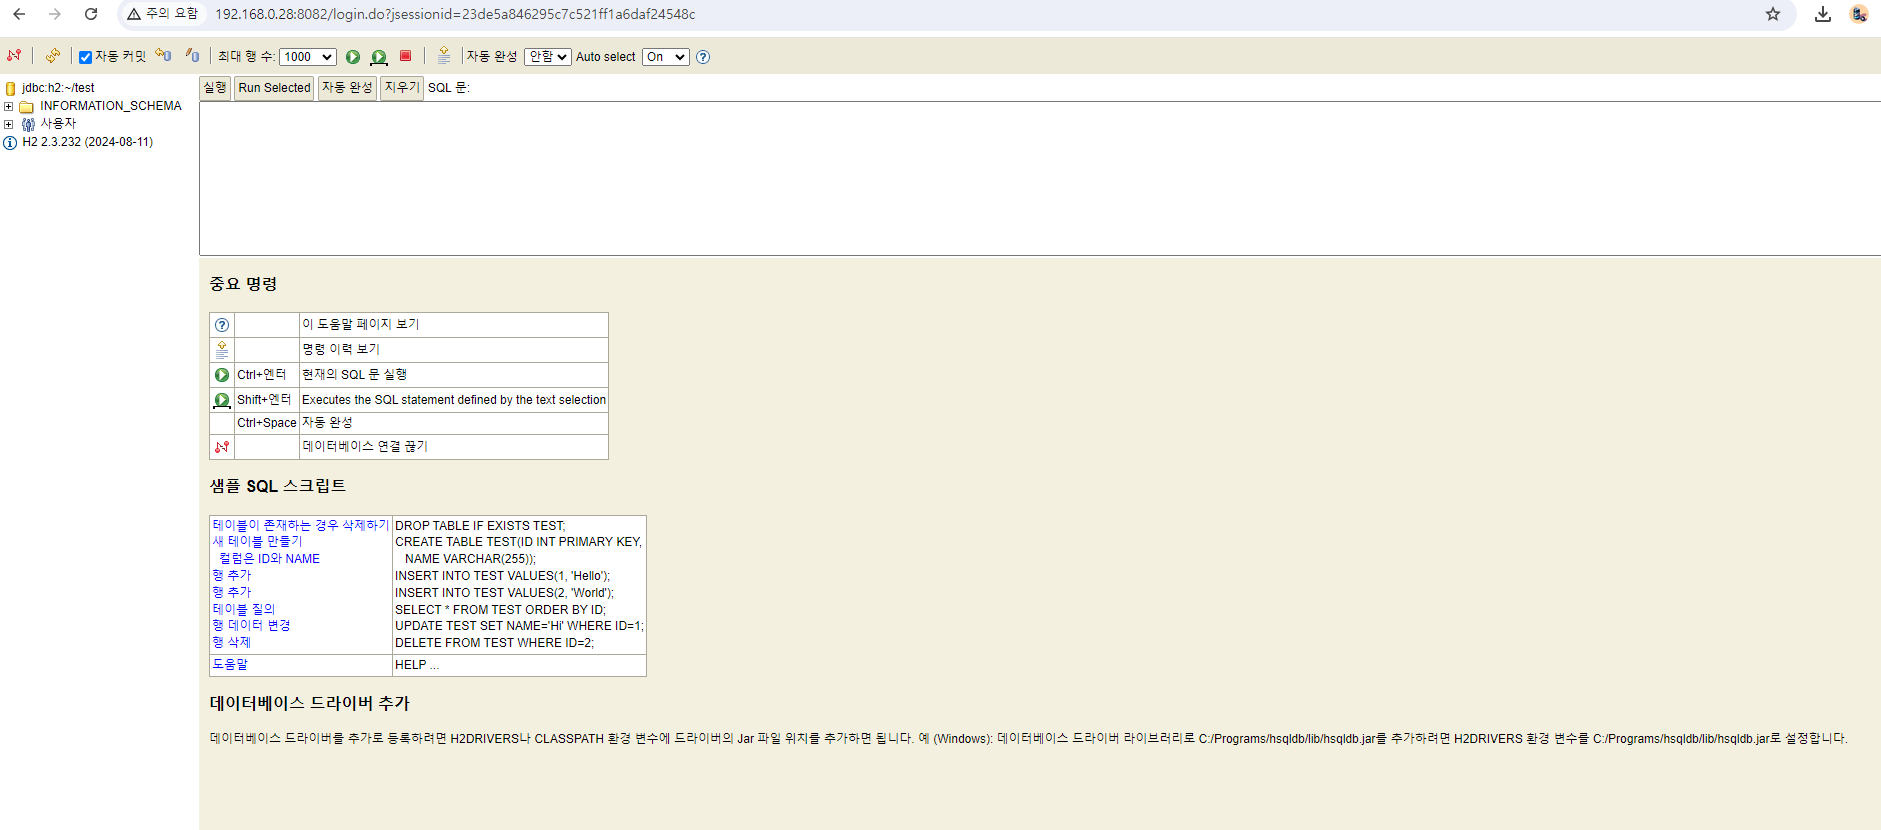 주의 요함 192.168.0.28:8082/login.do?jsessionid=23de5a846295c7c521ff1a6daf24548c
자동 커밋 최대 행 수: 1000 자동 완성 안함 Auto select On
jdbc:h2:~/test
INFORMATION_SCHEMA
사용자
H2 2.3.232 (2024-08-11)
실행 Run Selected 자동 완성 지우기 SQL 문:
중요 명령
이 도움말 페이지 보기
명령 이력 보기
Ctrl+엔터 현재의 SQL 문 실행
Shift+엔터 Executes the SQL statement defined by the text selection
Ctrl+Space 자동 완성
데이터베이스 연결 끊기
샘플 SQL 스크립트
테이블이 존재하는 경우 삭제하기 DROP TABLE IF EXISTS TEST;
새 테이블 만들기 CREATE TABLE TEST(ID INT PRIMARY KEY,
컬럼은 ID와 NAME NAME VARCHAR(255));
행 추가 INSERT INTO TEST VALUES(1, 'Hello');
행 추가 INSERT INTO TEST VALUES(2, 'World');
테이블 질의 SELECT * FROM TEST ORDER BY ID;
행 데이터 변경 UPDATE TEST SET NAME='Hi' WHERE ID=1;
행 삭제 DELETE FROM TEST WHERE ID=2;
도움말 HELP ...
데이터베이스 드라이버 추가
데이터베이스 드라이버를 추가로 등록하려면 H2DRIVERS나 CLASSPATH 환경 변수에 드라이버의 Jar 파일 위치를 추가하면 됩니다. 예 (Windows): 데이터베이스 드라이버 라이브러리로 C:/Programs/hsqldb/lib/hsqldb.jar를 추가하려면 H2DRIVERS 환경 변수를 C:/Programs/hsqldb/lib/hsqldb.jar로 설정합니다.